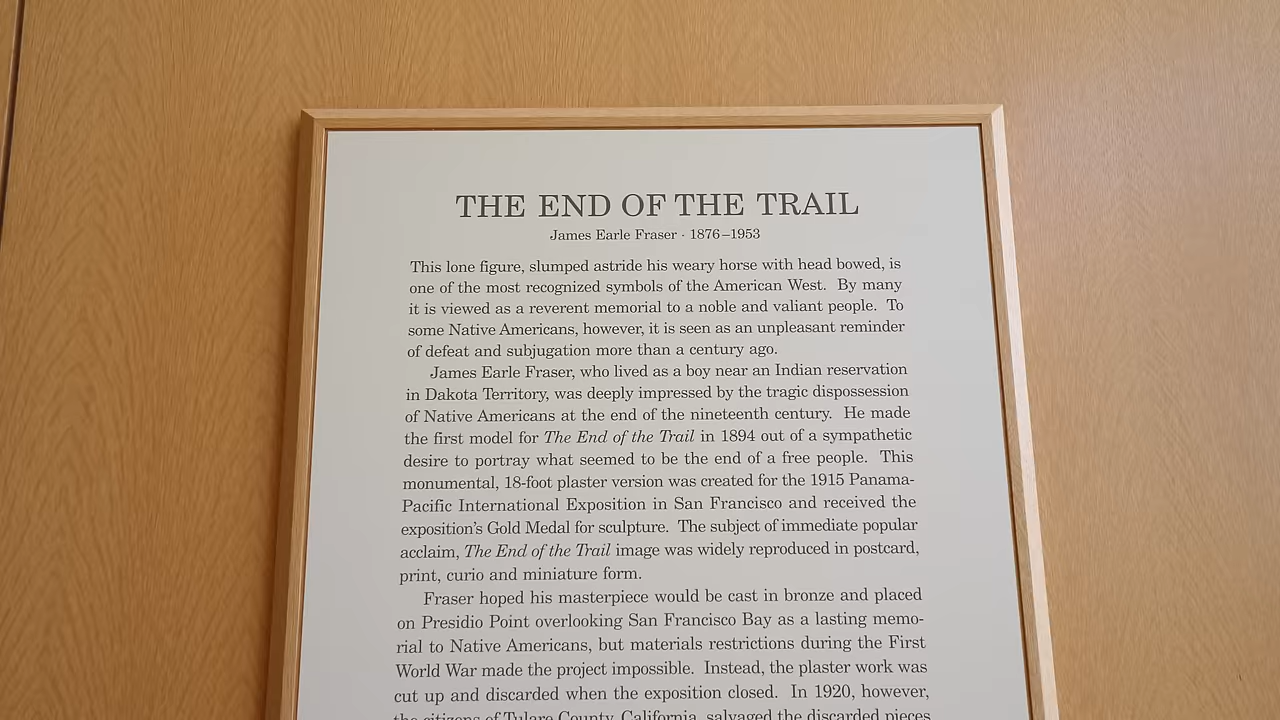 THE END OF THE TRAIL
James Earle Fraser · 1876–1953
This lone figure, slumped astride his weary horse with head bowed, is
one of the most recognized symbols of the American West. By many
it is viewed as a reverent memorial to a noble and valiant people. To
some Native Americans, however, it is seen as an unpleasant reminder
of defeat and subjugation more than a century ago.
James Earle Fraser, who lived as a boy near an Indian reservation
in Dakota Territory, was deeply impressed by the tragic dispossession
of Native Americans at the end of the nineteenth century. He made
the first model for The End of the Trail in 1894 out of a sympathetic
desire to portray what seemed to be the end of a free people. This
monumental, 18-foot plaster version was created for the 1915 Panama-
Pacific International Exposition in San Francisco and received the
exposition's Gold Medal for sculpture. The subject of immediate popular
acclaim, The End of the Trail image was widely reproduced in postcard,
print, curio and miniature form.
Fraser hoped his masterpiece would be cast in bronze and placed
on Presidio Point overlooking San Francisco Bay as a lasting memo-
rial to Native Americans, but materials restrictions during the First
World War made the project impossible. Instead, the plaster work was
cut up and discarded when the exposition closed. In 1920, however,
the citizens of Tulare County, California, salvaged the discarded pieces